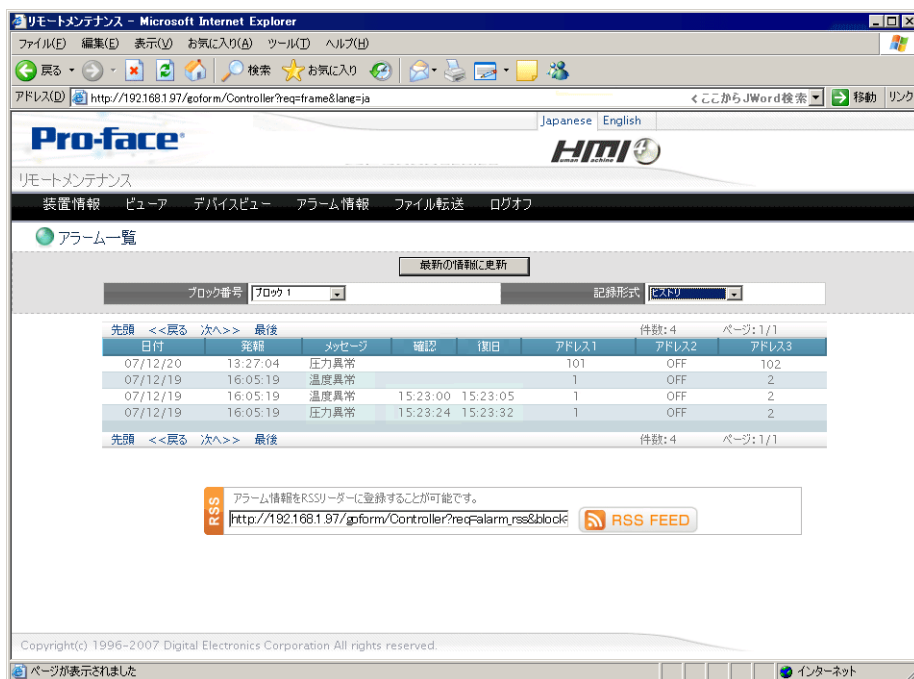 リモートメンテナンス - Microsoft Internet Explorer
ファイル(F) 編集(E) 表示(V) お気に入り(A) ツール(T) ヘルプ(H)
戻る 検索 お気に入り
アドレス(D) http://192.168.1.97/goform/Controller?req=frame&lang=ja <ここからJWord検索 移動 リンク
Japanese English
Pro-face
HMI
uman achine
リモートメンテナンス
装置情報 ビューア デバイスビュー アラーム情報 ファイル転送 ログオフ
アラーム一覧
最新の情報に更新
ブロック番号 ブロック 1 記録形式 ヒストリ
先頭 <<戻る 次へ>> 最後 件数:4 ページ:1/1
日付 発報 メッセージ 確認 復旧 アドレス1 アドレス2 アドレス3
07/12/20 13:27:04 圧力異常 101 OFF 102
07/12/19 16:05:19 温度異常 1 OFF 2
07/12/19 16:05:19 温度異常 15:23:00 15:23:05 1 OFF 2
07/12/19 16:05:19 圧力異常 15:23:24 15:23:32 1 OFF 2
先頭 <<戻る 次へ>> 最後 件数:4 ページ:1/1
RSS
アラーム情報をRSSリーダーに登録することが可能です。
http://192.168.1.97/goform/Controller?req=alarm_rss&block= RSS FEED
Copyright(c) 1996-2007 Digital Electronics Corporation All rights reserved.
ページが表示されました インターネット